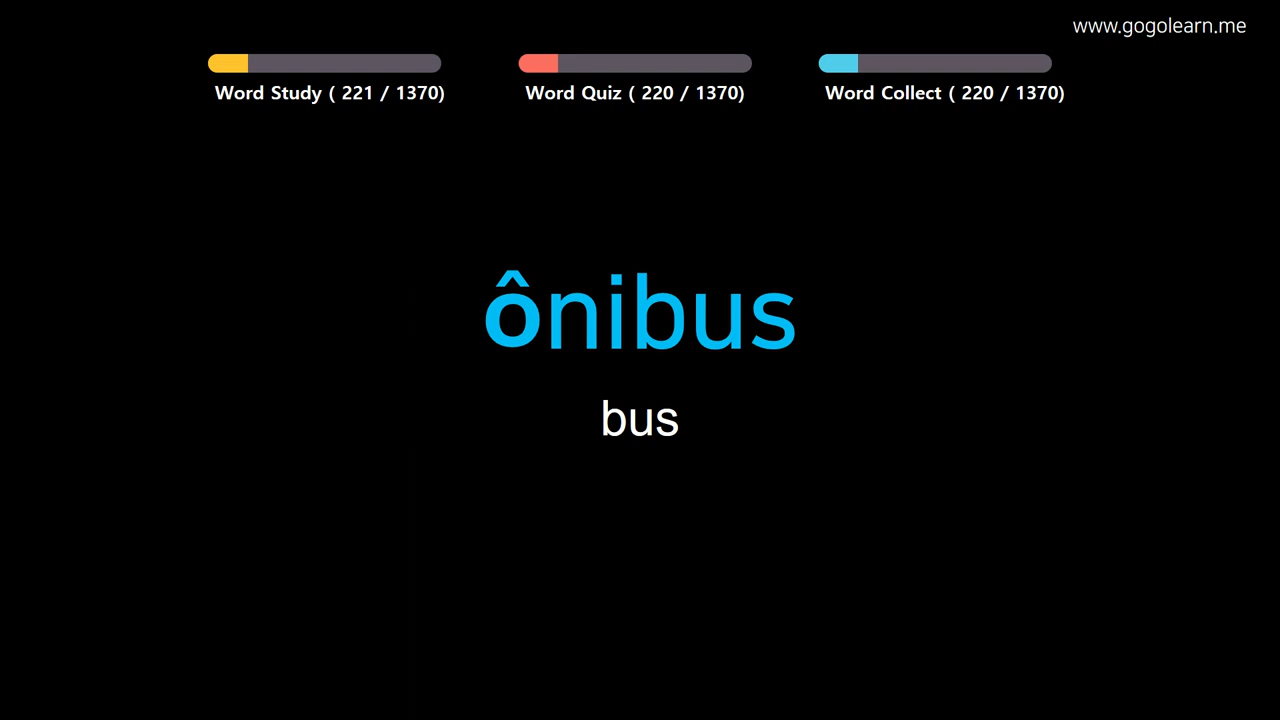 www.gogolearn.me
Word Study ( 221 / 1370)
Word Quiz ( 220 / 1370)
Word Collect ( 220 / 1370)
ônibus
bus